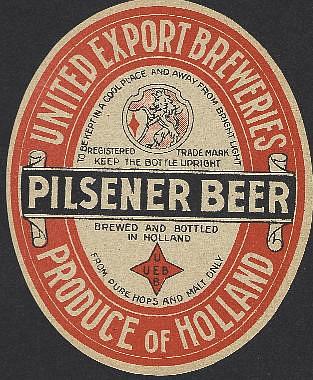 UNITED EXPORT BREWERIES
TO BE KEPT IN A COOL PLACE AND AWAY FROM BRIGHT LIGHT
REGISTERED TRADE MARK
KEEP THE BOTTLE UPRIGHT
PILSENER BEER
BREWED AND BOTTLED
IN HOLLAND
U
UEB
B
FROM PURE HOPS AND MALT ONLY
PRODUCE OF HOLLAND